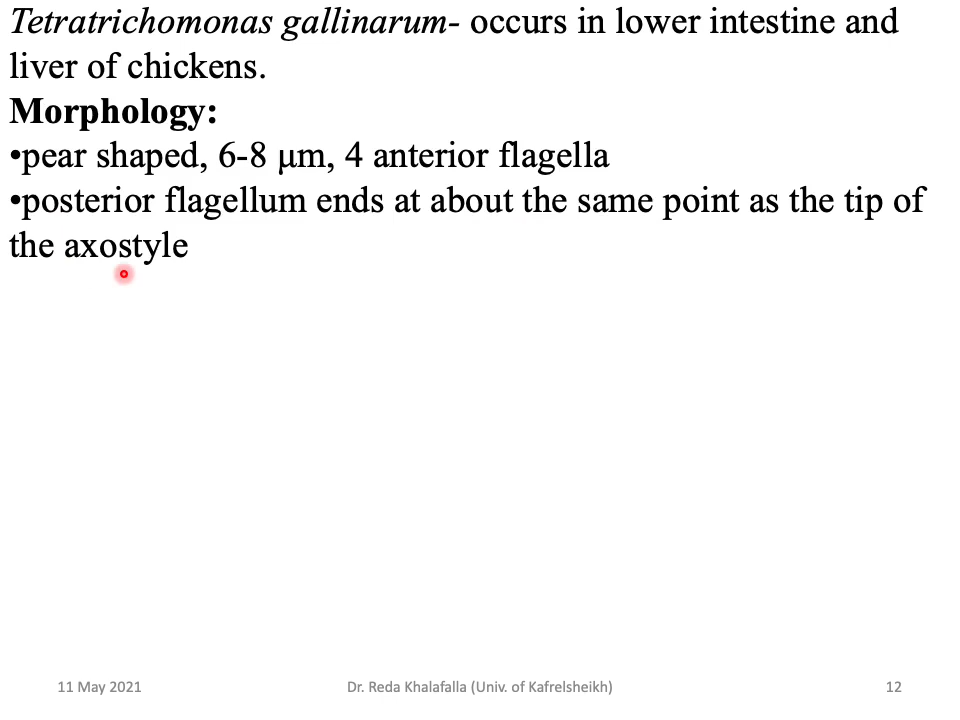 Tetratrichomonas gallinarum- occurs in lower intestine and
liver of chickens.
Morphology:
•pear shaped, 6-8 μm, 4 anterior flagella
•posterior flagellum ends at about the same point as the tip of
the axostyle
11 May 2021
Dr. Reda Khalafalla (Univ. of Kafrelsheikh)
12